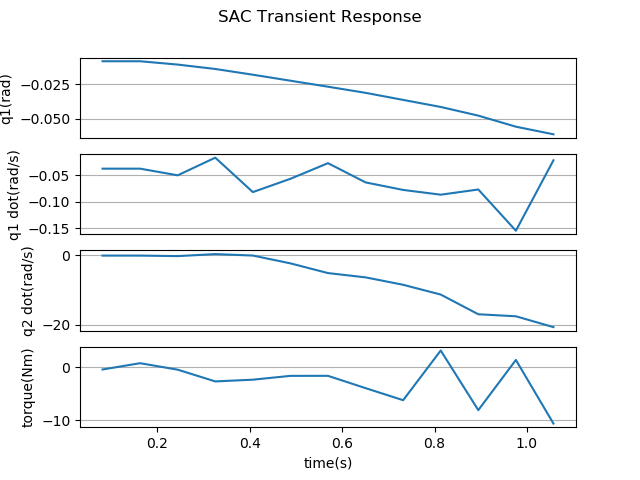 SAC Transient Response
q1(rad)
−0.025
−0.050
q1 dot(rad/s)
−0.05
−0.10
−0.15
q2 dot(rad/s)
0
−20
torque(Nm)
0
−10
0.2 0.4 0.6 0.8 1.0
time(s)